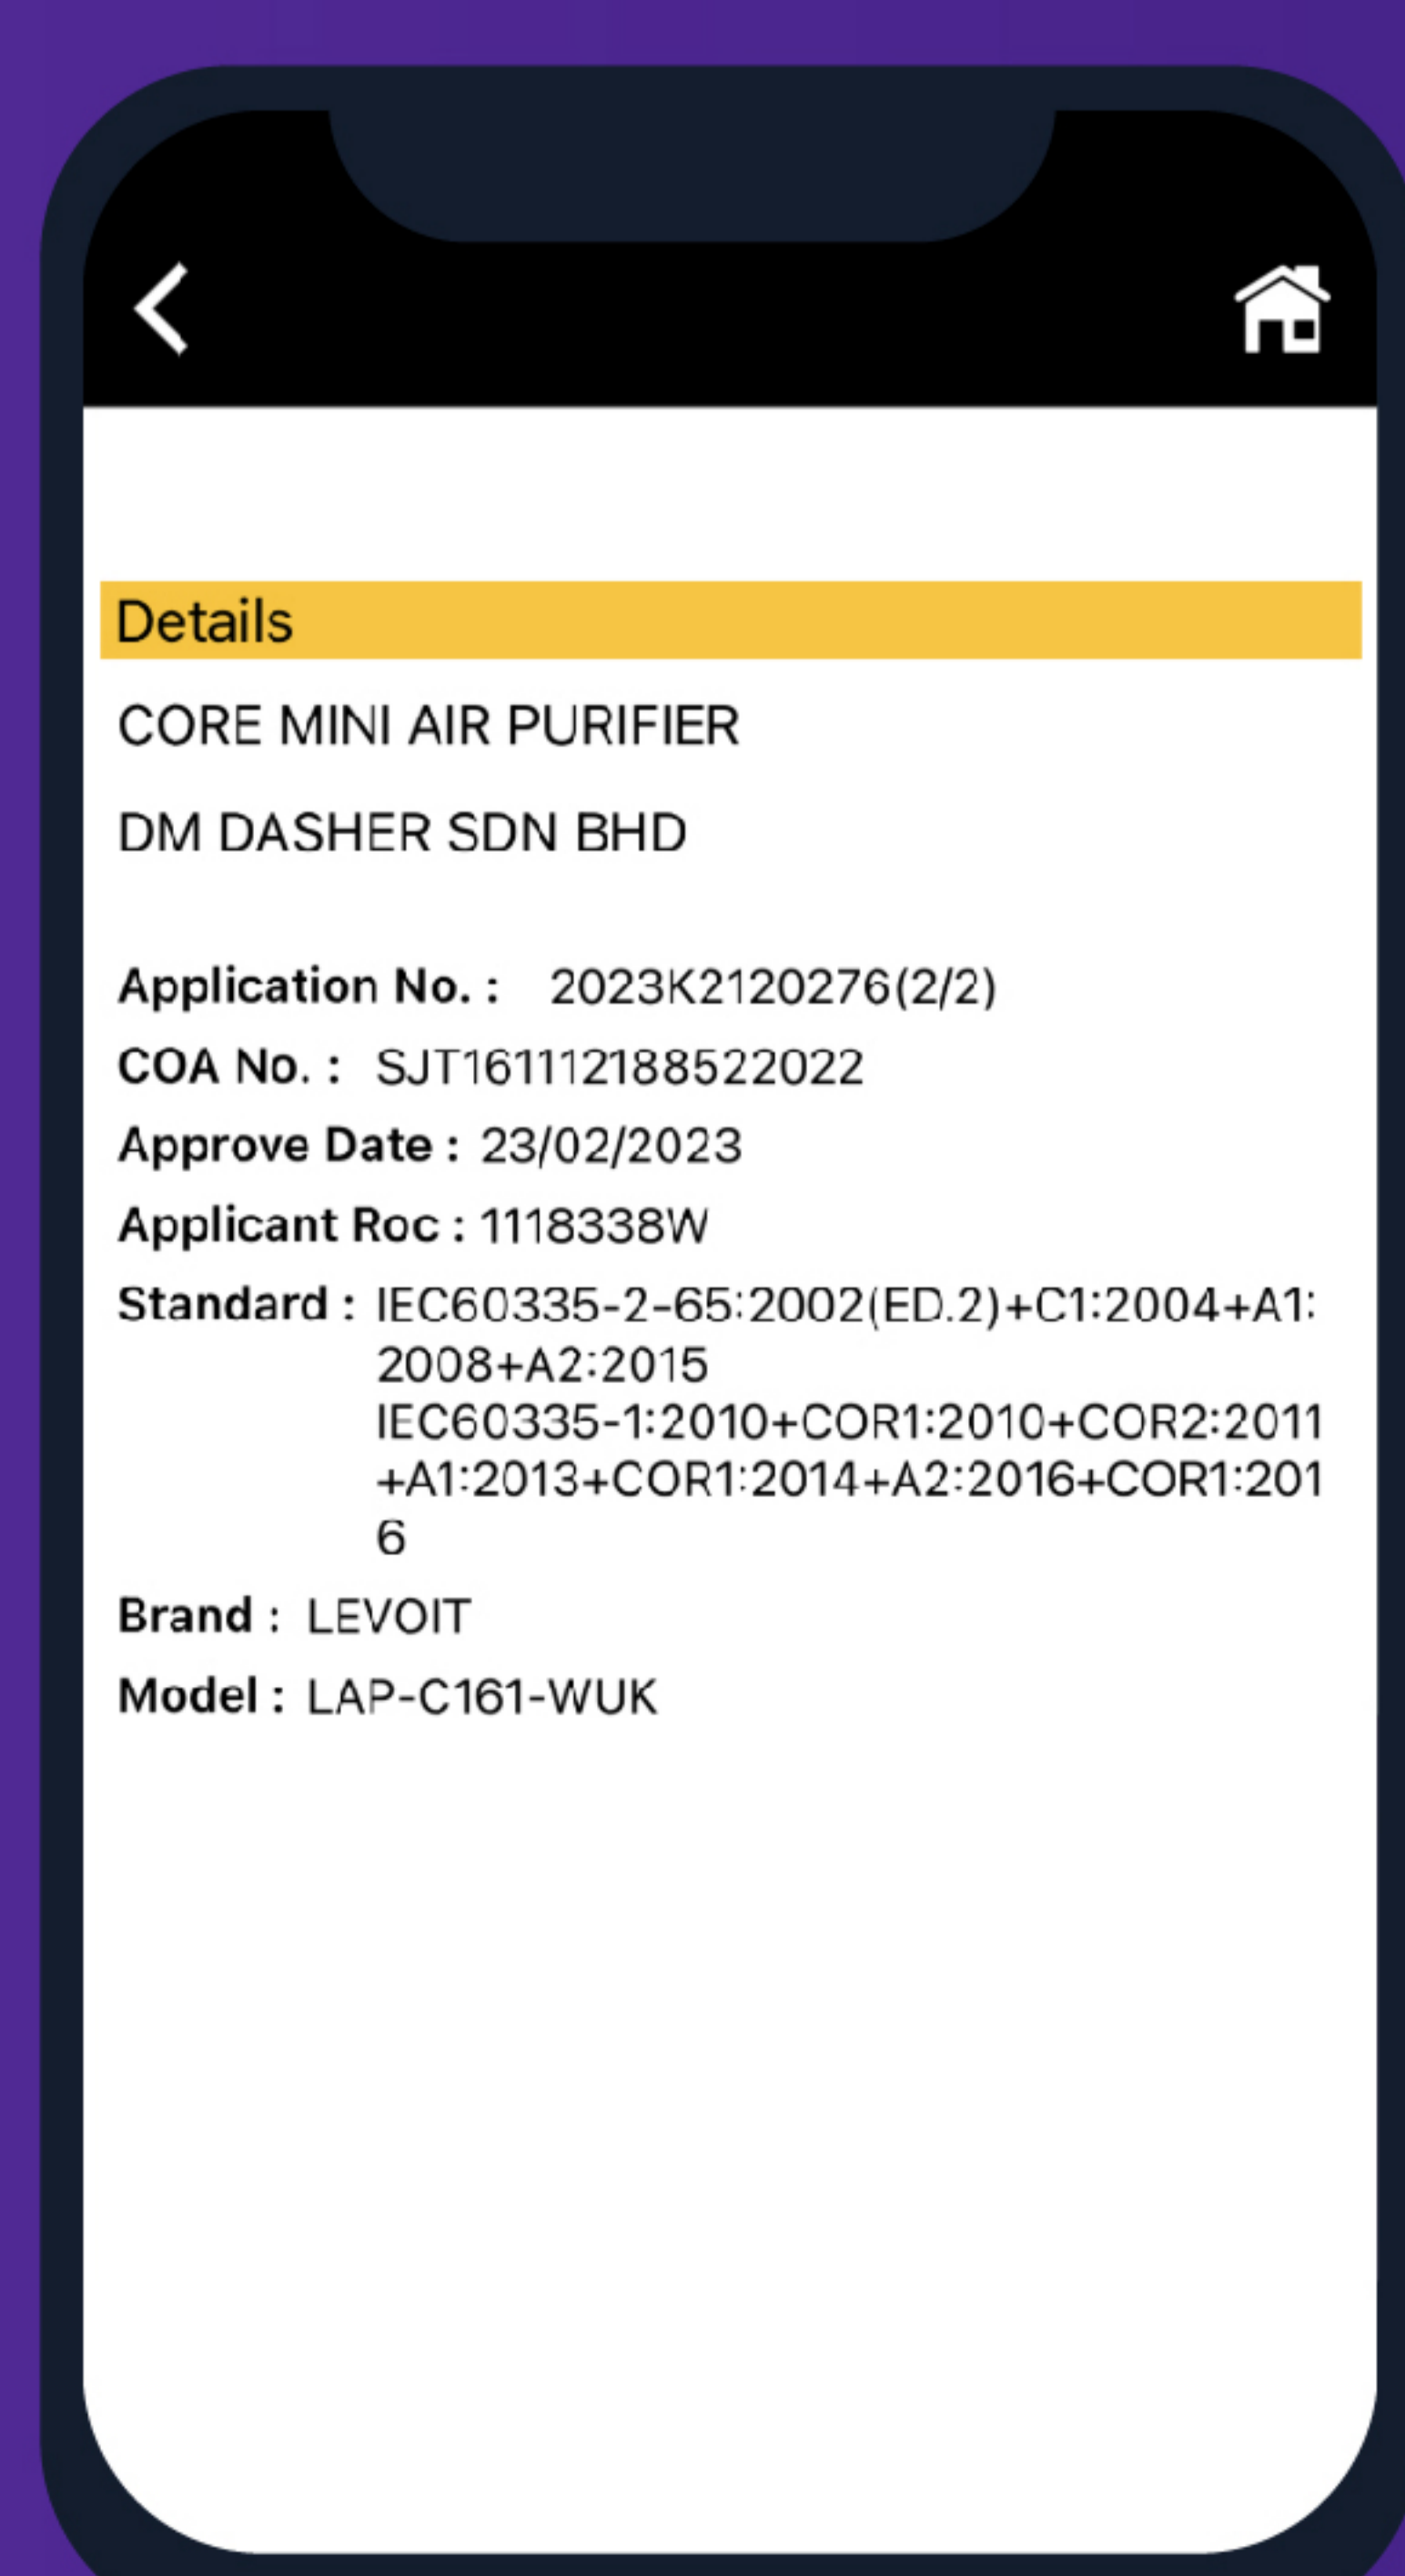 Details
CORE MINI AIR PURIFIER
DM DASHER SDN BHD
Application No. : 2023K2120276(2/2)
COA No. : SJT161112188522022
Approve Date : 23/02/2023
Applicant Roc : 1118338W
Standard : IEC60335-2-65:2002(ED.2)+C1:2004+A1:
2008+A2:2015
IEC60335-1:2010+COR1:2010+COR2:2011
+A1:2013+COR1:2014+A2:2016+COR1:201
6
Brand : LEVOIT
Model : LAP-C161-WUK